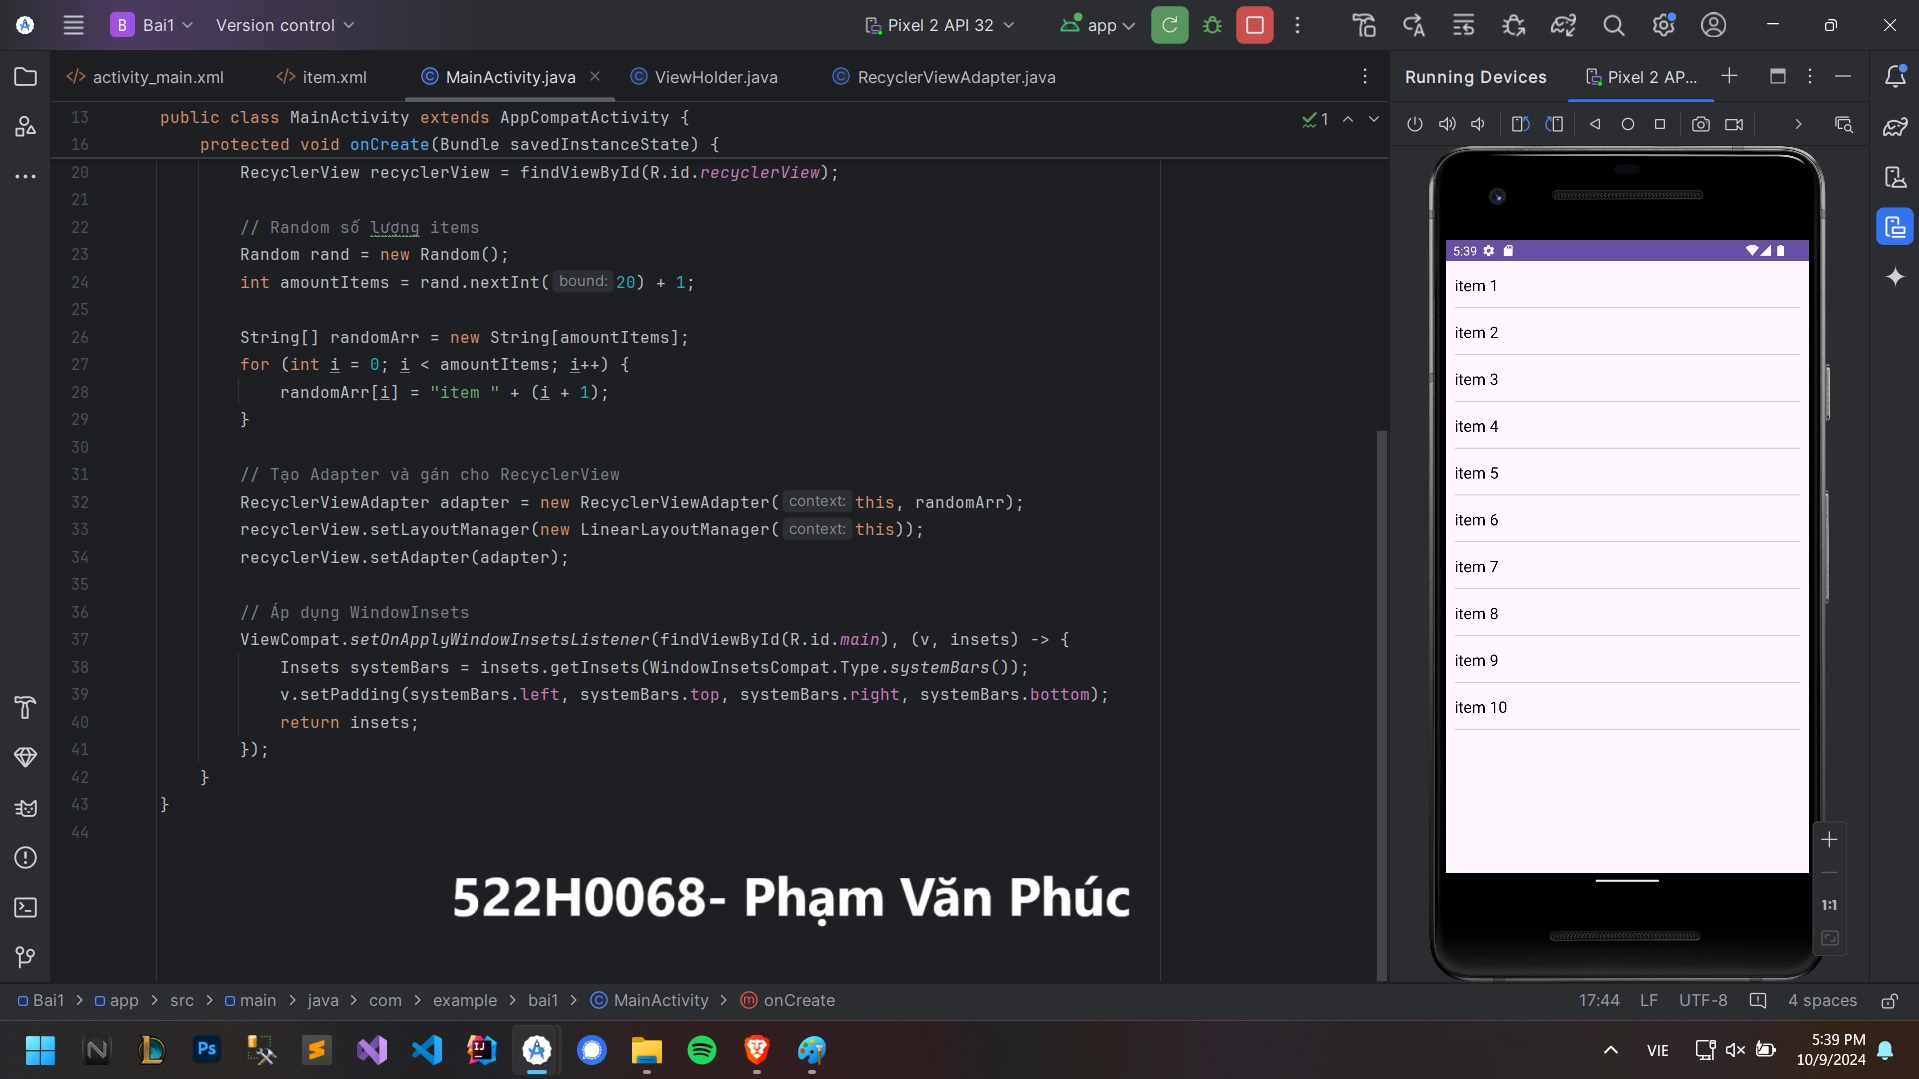 B Bai1 Version control Pixel 2 API 32 app
activity_main.xml item.xml MainActivity.java ViewHolder.java RecyclerViewAdapter.java
13 public class MainActivity extends AppCompatActivity { 1
16 protected void onCreate(Bundle savedInstanceState) {
20 RecyclerView recyclerView = findViewById(R.id.recyclerView);
21
22 // Random số lượng items
23 Random rand = new Random();
24 int amountItems = rand.nextInt( bound: 20) + 1;
25
26 String[] randomArr = new String[amountItems];
27 for (int i = 0; i < amountItems; i++) {
28 randomArr[i] = "item " + (i + 1);
29 }
30
31 // Tạo Adapter và gán cho RecyclerView
32 RecyclerViewAdapter adapter = new RecyclerViewAdapter( context: this, randomArr);
33 recyclerView.setLayoutManager(new LinearLayoutManager( context: this));
34 recyclerView.setAdapter(adapter);
35
36 // Áp dụng WindowInsets
37 ViewCompat.setOnApplyWindowInsetsListener(findViewById(R.id.main), (v, insets) -> {
38 Insets systemBars = insets.getInsets(WindowInsetsCompat.Type.systemBars());
39 v.setPadding(systemBars.left, systemBars.top, systemBars.right, systemBars.bottom);
40 return insets;
41 });
42 }
43 }
44
522H0068- Phạm Văn Phúc
Running Devices Pixel 2 AP...
5:39
item 1
item 2
item 3
item 4
item 5
item 6
item 7
item 8
item 9
item 10
1:1
Bai1 > app > src > main > java > com > example > bai1 > MainActivity > onCreate
17:44 LF UTF-8 4 spaces
Ps
IJ
VIE
5:39 PM
10/9/2024